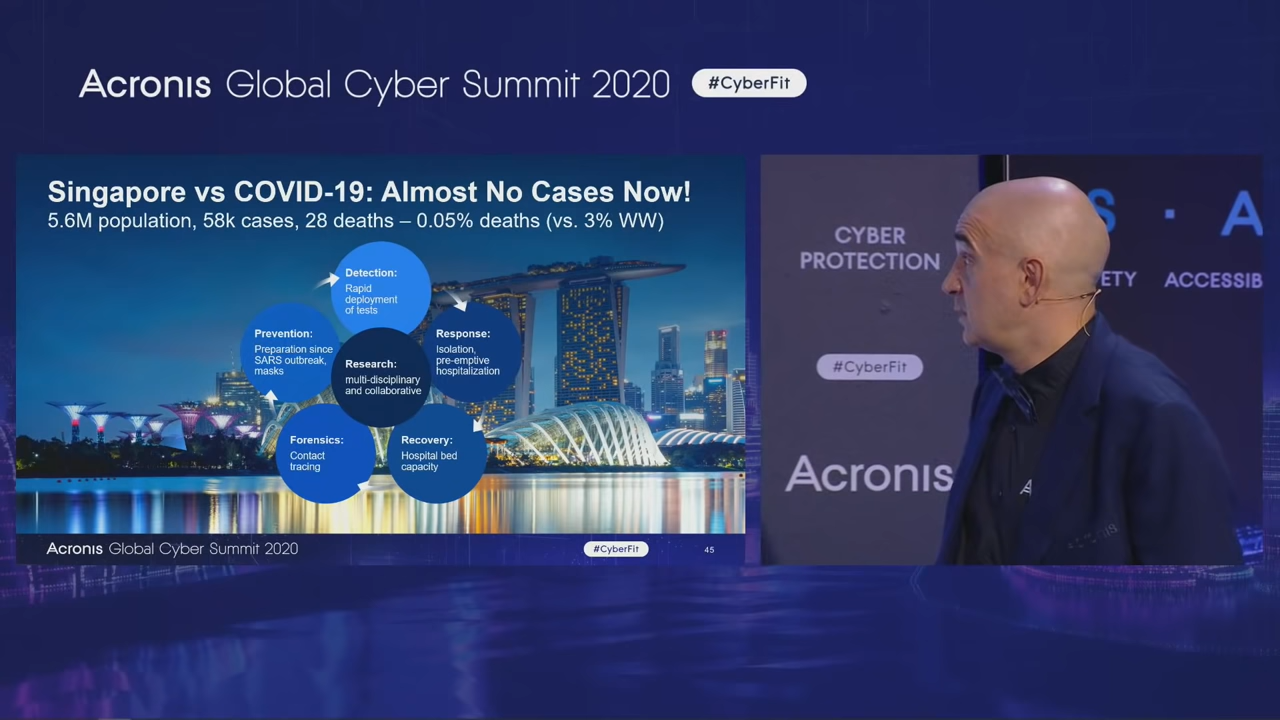 Acronis Global Cyber Summit 2020 #CyberFit
Singapore vs COVID-19: Almost No Cases Now!
5.6M population, 58k cases, 28 deaths – 0.05% deaths (vs. 3% WW)
Detection:
Rapid
deployment
of tests
Prevention:
Preparation since
SARS outbreak,
masks
Response:
Isolation,
pre-emptive
hospitalization
Research:
multi-disciplinary
and collaborative
Forensics:
Contact
tracing
Recovery:
Hospital bed
capacity
Acronis Global Cyber Summit 2020 #CyberFit 45
CYBER
PROTECTION
#CyberFit
Acronis
S · A
ETY ACCESSIB
A